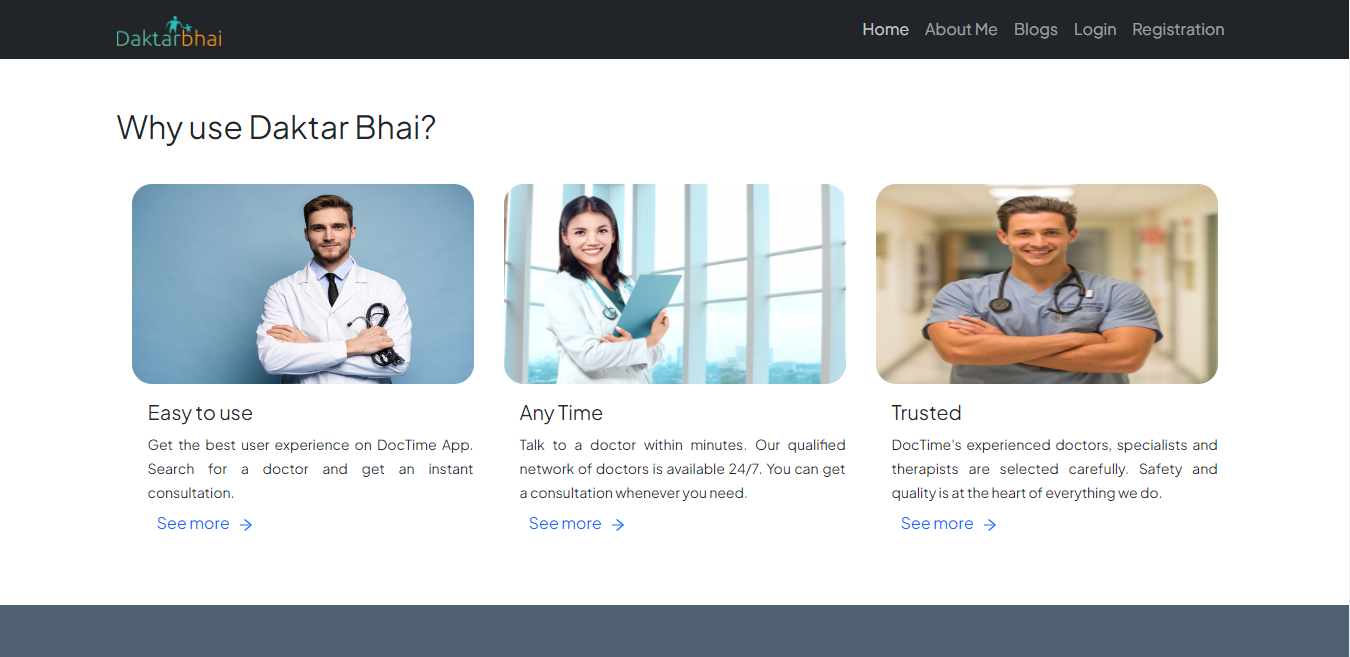 Daktarbhai
Home About Me Blogs Login Registration
Why use Daktar Bhai?
Easy to use
Get the best user experience on DocTime App.
Search for a doctor and get an instant
consultation.
See more →
Any Time
Talk to a doctor within minutes. Our qualified
network of doctors is available 24/7. You can get
a consultation whenever you need.
See more →
Trusted
DocTime's experienced doctors, specialists and
therapists are selected carefully. Safety and
quality is at the heart of everything we do.
See more →